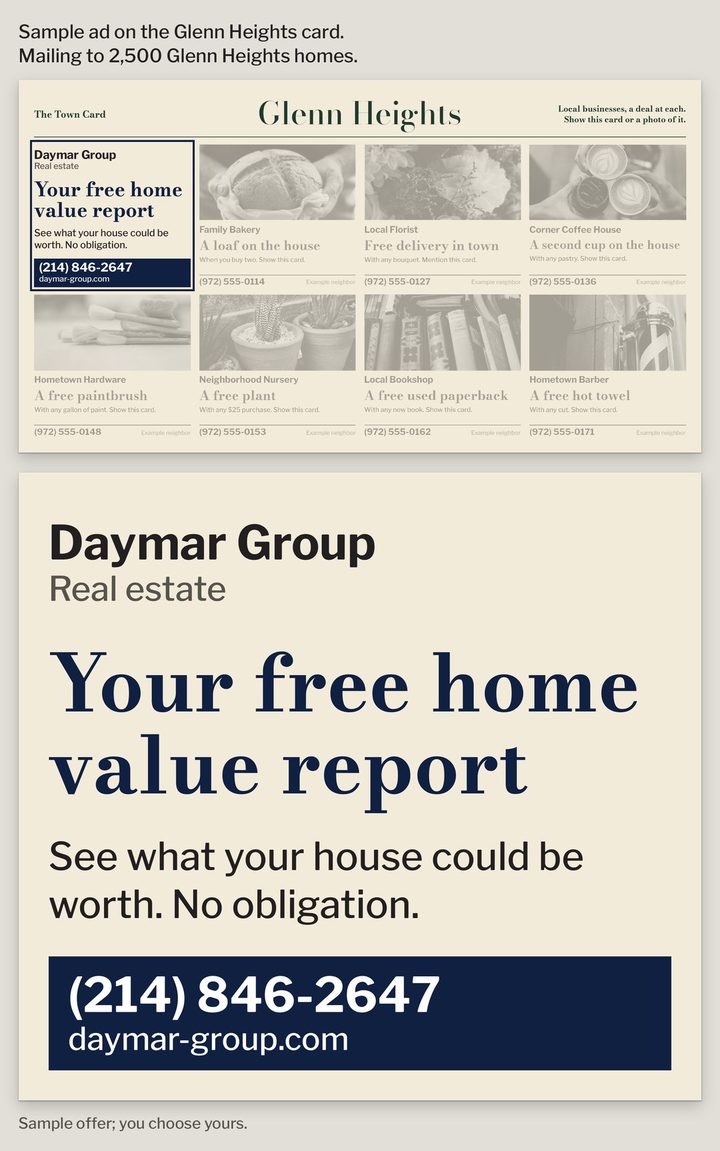 Sample ad on the Glenn Heights card.
Mailing to 2,500 Glenn Heights homes.
The Town Card
Glenn Heights
Local businesses, a deal at each.
Show this card or a photo of it.
Daymar Group
Real estate
Your free home
value report
See what your house could be
worth. No obligation.
(214) 846-2647
daymar-group.com
Family Bakery
A loaf on the house
When you buy two. Show this card.
(972) 555-0114
Example neighbor
Local Florist
Free delivery in town
With any bouquet. Mention this card.
(972) 555-0127
Example neighbor
Corner Coffee House
A second cup on the house
With any pastry. Show this card.
(972) 555-0136
Example neighbor
Hometown Hardware
A free paintbrush
With any gallon of paint. Show this card.
(972) 555-0148
Example neighbor
Neighborhood Nursery
A free plant
With any $25 purchase. Show this card.
(972) 555-0153
Example neighbor
Local Bookshop
A free used paperback
With any new book. Show this card.
(972) 555-0162
Example neighbor
Hometown Barber
A free hot towel
With any cut. Show this card.
(972) 555-0171
Example neighbor
Daymar Group
Real estate
Your free home
value report
See what your house could be
worth. No obligation.
(214) 846-2647
daymar-group.com
Sample offer; you choose yours.